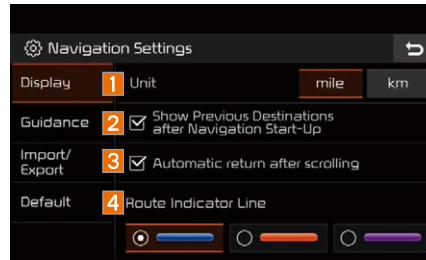 Navigation Settings
Display
1 Unit
mile
km
Guidance
2 Show Previous Destinations
after Navigation Start-Up
Import/
Export
3 Automatic return after scrolling
Default
4 Route Indicator Line